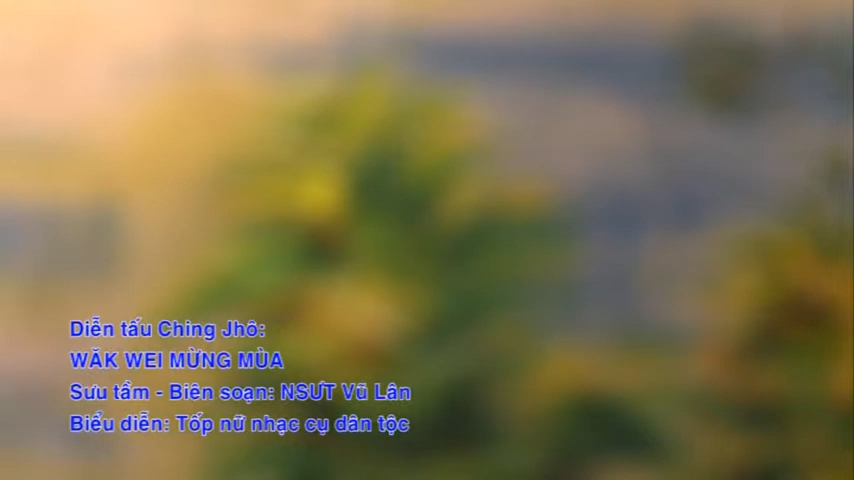 Diễn tấu Ching Jhô:
WĂK WEI MỪNG MÙA
Sưu tầm - Biên soạn: NSƯT Vũ Lân
Biểu diễn: Tốp nữ nhạc cụ dân tộc